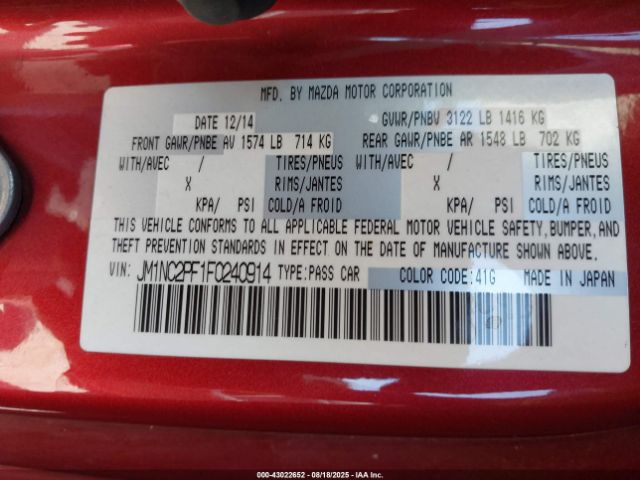 MFD. BY MAZDA MOTOR CORPORATION
DATE 12/14 GVWR/PNBV 3122 LB 1416 KG
FRONT GAWR/PNBE AV 1574 LB 714 KG REAR GAWR/PNBE AR 1548 LB 702 KG
WITH/AVEC / TIRES/PNEUS WITH/AVEC / TIRES/PNEUS
X RIMS/JANTES X RIMS/JANTES
KPA/ PSI COLD/A FROID KPA/ PSI COLD/A FROID
THIS VEHICLE CONFORMS TO ALL APPLICABLE FEDERAL MOTOR VEHICLE SAFETY, BUMPER, AND
THEFT PREVENTION STANDARDS IN EFFECT ON THE DATE OF MANUFACTURE SHOWN ABOVE.
VIN: JM1NC2PF1F0240914 TYPE: PASS CAR COLOR CODE: 41G MADE IN JAPAN
000-43022652 - 08/18/2025 - IAA Inc.